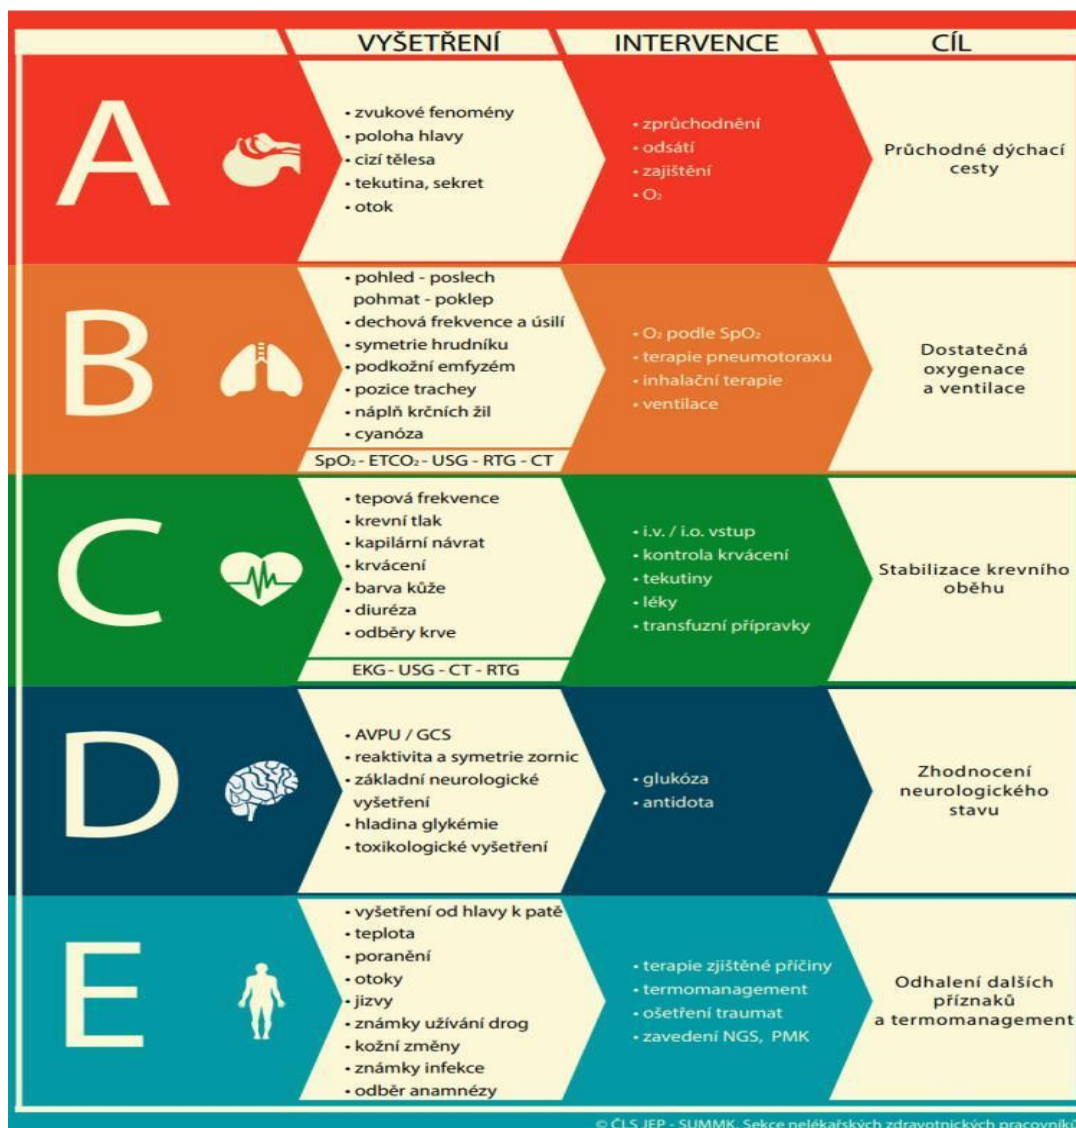 VYŠETŘENÍ INTERVENCE CÍL
A
• zvukové fenomény
• poloha hlavy
• cizí tělesa
• tekutina, sekret
• otok
• zprůchodnění
• odsátí
• zajištění
• O₂
Průchodné dýchací
cesty
B
• pohled - poslech
pohmat - poklep
• dechová frekvence a úsilí
• symetrie hrudníku
• podkožní emfyzém
• pozice trachey
• náplň krčních žil
• cyanóza
SpO₂ - ETCO₂ - USG - RTG - CT
• O₂ podle SpO₂
• terapie pneumotoraxu
• inhalační terapie
• ventilace
Dostatečná
oxygenace
a ventilace
C
• tepová frekvence
• krevní tlak
• kapilární návrat
• krvácení
• barva kůže
• diuréza
• odběry krve
EKG - USG - CT - RTG
• i.v. / i.o. vstup
• kontrola krvácení
• tekutiny
• léky
• transfuzní přípravky
Stabilizace krevního
oběhu
D
• AVPU / GCS
• reaktivita a symetrie zornic
• základní neurologické
vyšetření
• hladina glykémie
• toxikologické vyšetření
• glukóza
• antidota
Zhodnocení
neurologického
stavu
E
• vyšetření od hlavy k patě
• teplota
• poranění
• otoky
• jizvy
• známky užívání drog
• kožní změny
• známky infekce
• odběr anamnézy
• terapie zjištěné příčiny
• termomanagement
• ošetření traumat
• zavedení NGS, PMK
Odhalení dalších
příznaků
a termomanagement
© ČLS JEP - SUMMK, Sekce nelékařských zdravotnických pracovníků